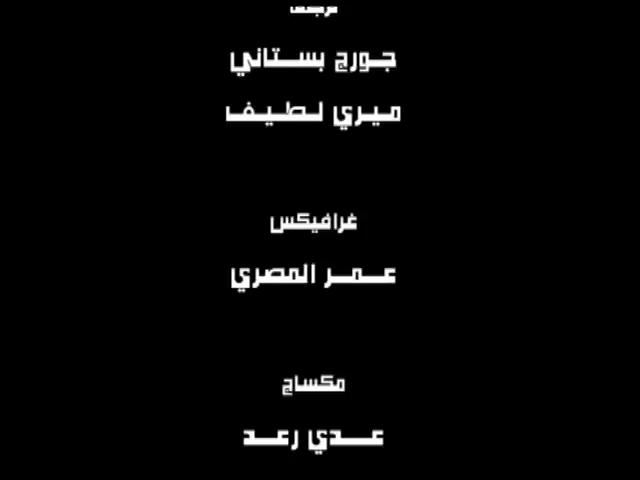 جورج بستاني
ميري لطيف
غرافيكس
عمر المصري
مكساج
عدي رعد